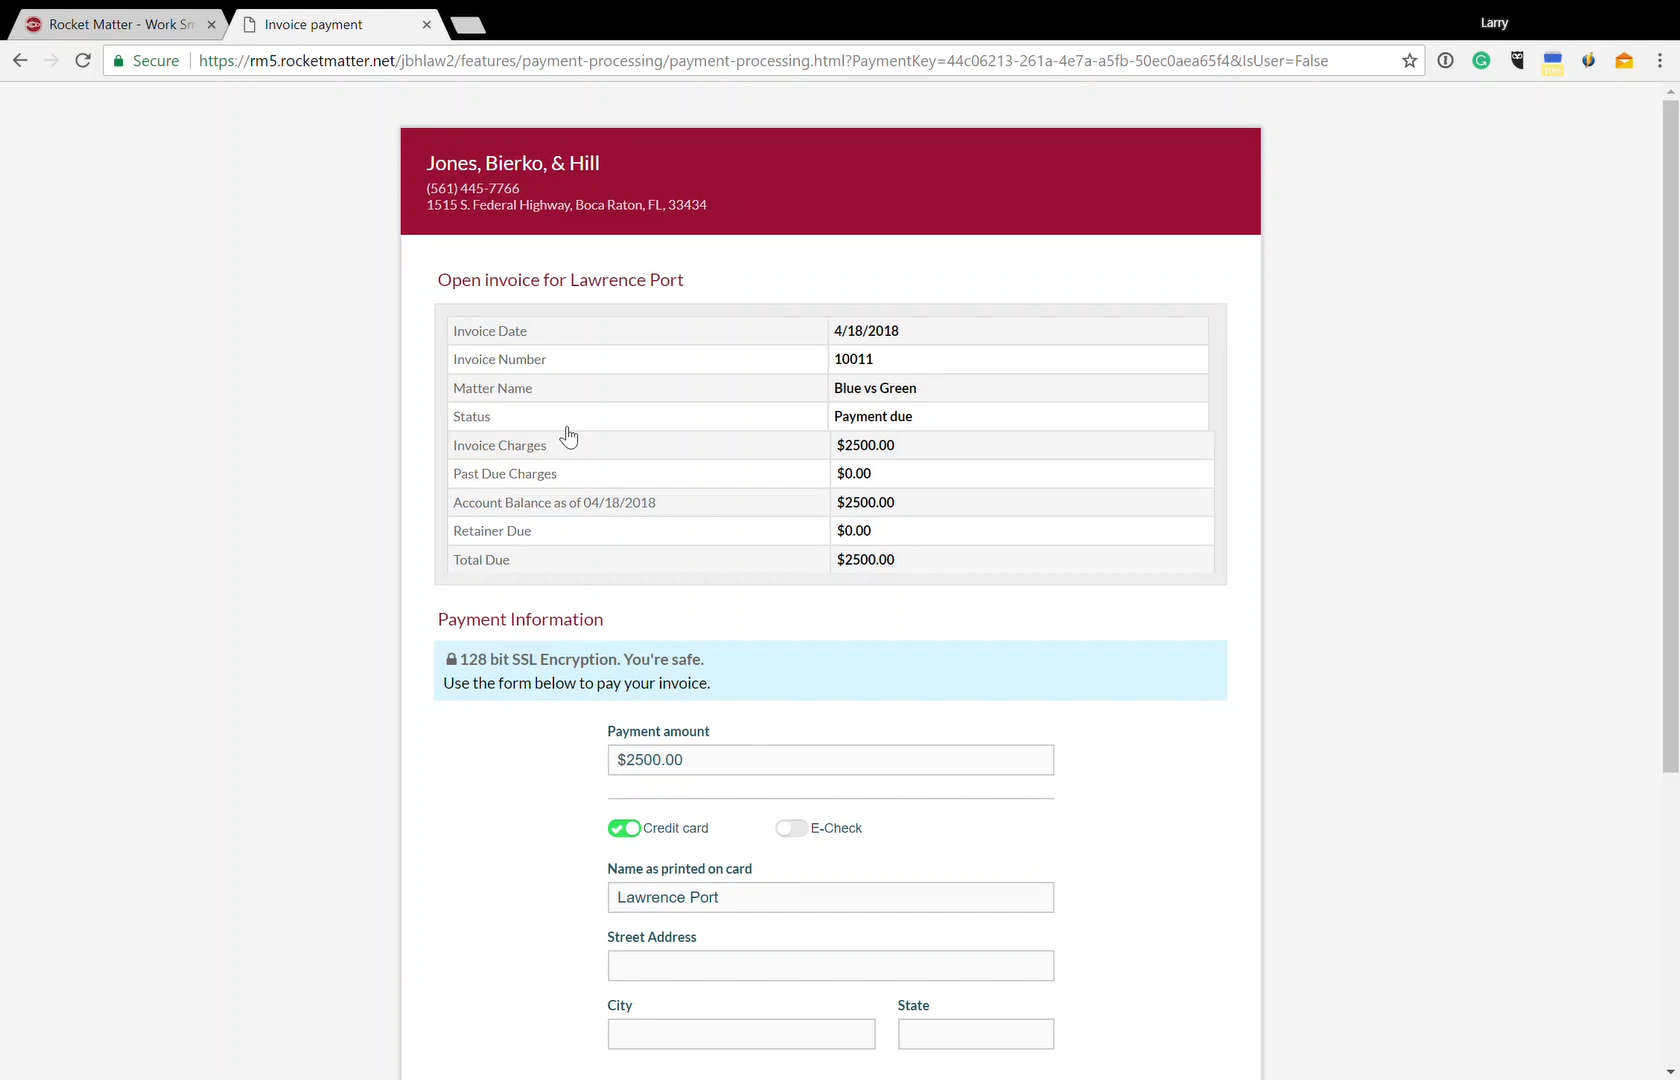 Rocket Matter - Work Sm
Invoice payment
Larry
Secure
https://rm5.rocketmatter.net/jbhlaw2/features/payment-processing/payment-processing.html?PaymentKey=44c06213-261a-4e7a-a5fb-50ec0aea65f4&IsUser=False
Jones, Bierko, & Hill
(561) 445-7766
1515 S. Federal Highway, Boca Raton, FL, 33434
Open invoice for Lawrence Port
Invoice Date 4/18/2018
Invoice Number 10011
Matter Name Blue vs Green
Status Payment due
Invoice Charges $2500.00
Past Due Charges $0.00
Account Balance as of 04/18/2018 $2500.00
Retainer Due $0.00
Total Due $2500.00
Payment Information
128 bit SSL Encryption. You're safe.
Use the form below to pay your invoice.
Payment amount
$2500.00
Credit card E-Check
Name as printed on card
Lawrence Port
Street Address
City State